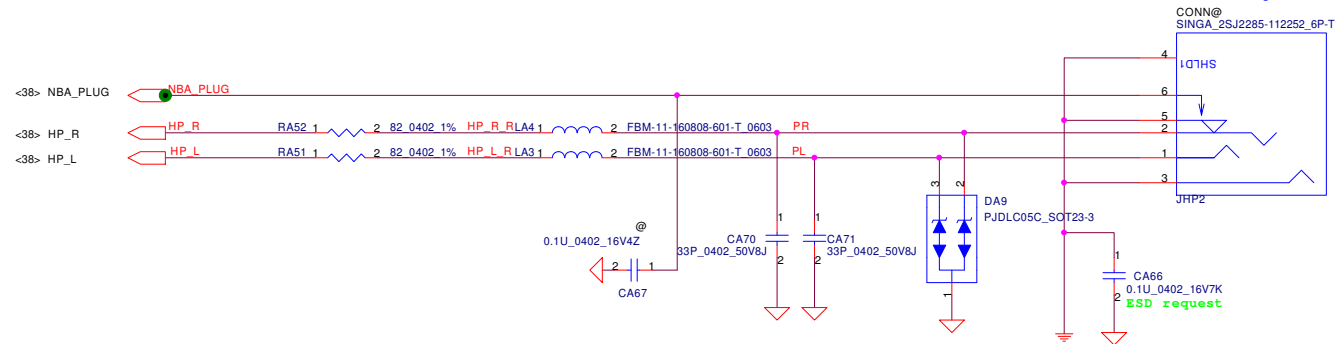 CONN@
SINGA_2SJ2285-112252_6P-T
4
SHLD1
<38> NBA_PLUG
NBA_PLUG
6
5
<38> HP_R
HP_R
RA52 1
2 82_0402_1%
HP_R_R
LA4 1
2 FBM-11-160808-601-T_0603
PR
2
<38> HP_L
HP_L
RA51 1
2 82_0402_1%
HP_L_R
LA3 1
2 FBM-11-160808-601-T_0603
PL
1
3
JHP2
3
2
DA9
PJDLC05C_SOT23-3
1
@
0.1U_0402_16V4Z
2
1
CA67
1
CA70
33P_0402_50V8J
2
1
CA71
33P_0402_50V8J
2
1
CA66
0.1U_0402_16V7K
2
ESD request